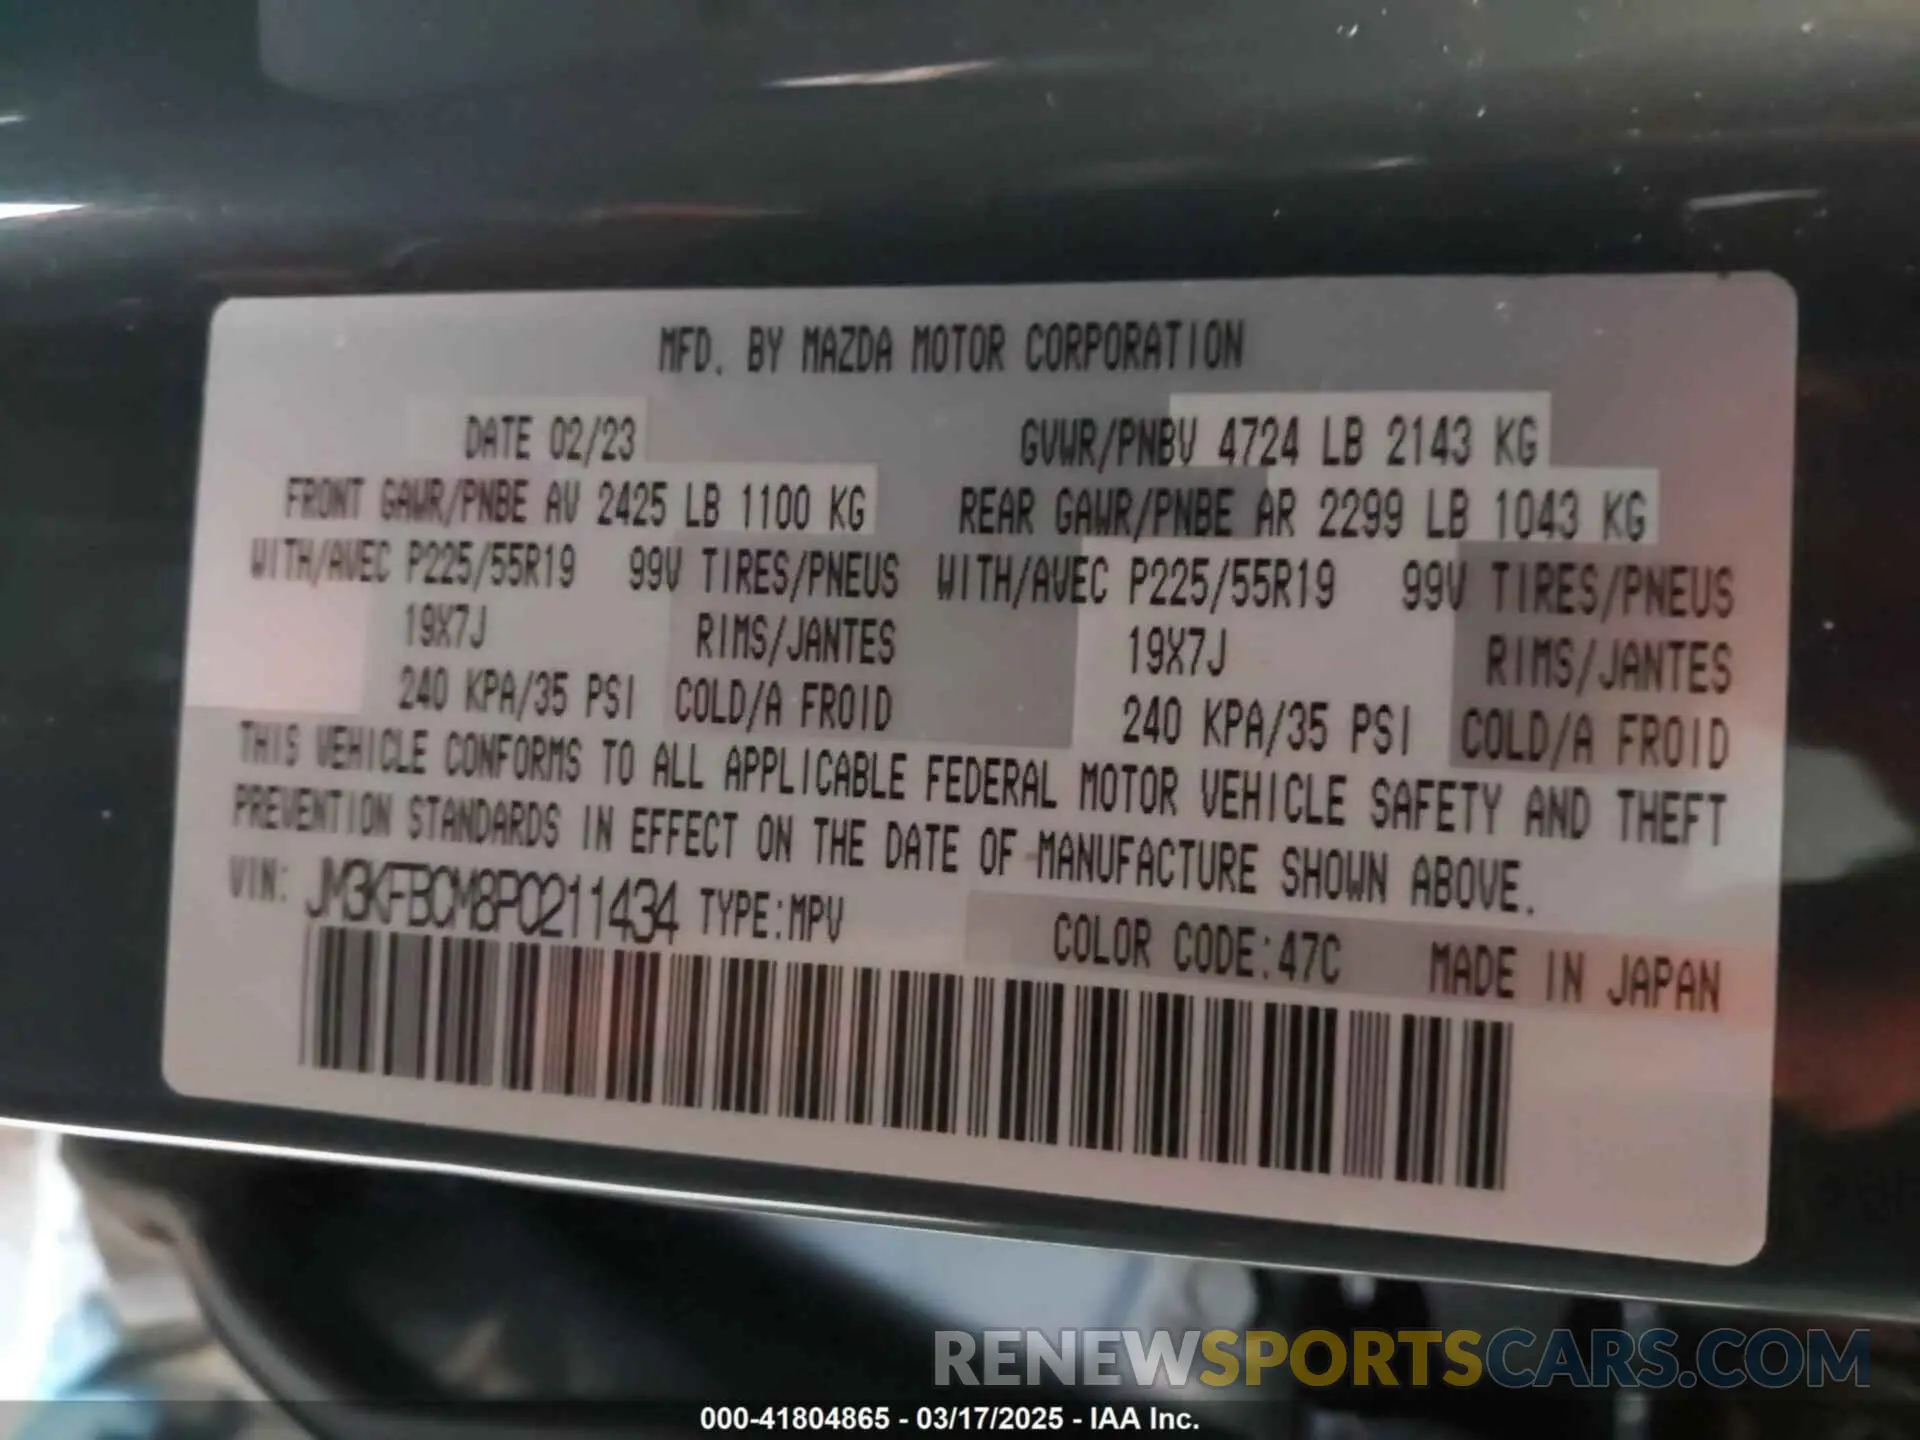 MFD. BY MAZDA MOTOR CORPORATION
DATE 02/23 GVWR/PNBV 4724 LB 2143 KG
FRONT GAWR/PNBE AV 2425 LB 1100 KG REAR GAWR/PNBE AR 2299 LB 1043 KG
WITH/AVEC P225/55R19 99V TIRES/PNEUS WITH/AVEC P225/55R19 99V TIRES/PNEUS
19X7J RIMS/JANTES 19X7J RIMS/JANTES
240 KPA/35 PSI COLD/A FROID 240 KPA/35 PSI COLD/A FROID
THIS VEHICLE CONFORMS TO ALL APPLICABLE FEDERAL MOTOR VEHICLE SAFETY AND THEFT
PREVENTION STANDARDS IN EFFECT ON THE DATE OF MANUFACTURE SHOWN ABOVE.
VIN: JM3KFBCM8P0211434 TYPE:MPV COLOR CODE:47C MADE IN JAPAN
RENEWSPORTSCARS.COM
000-41804865 - 03/17/2025 - IAA Inc.